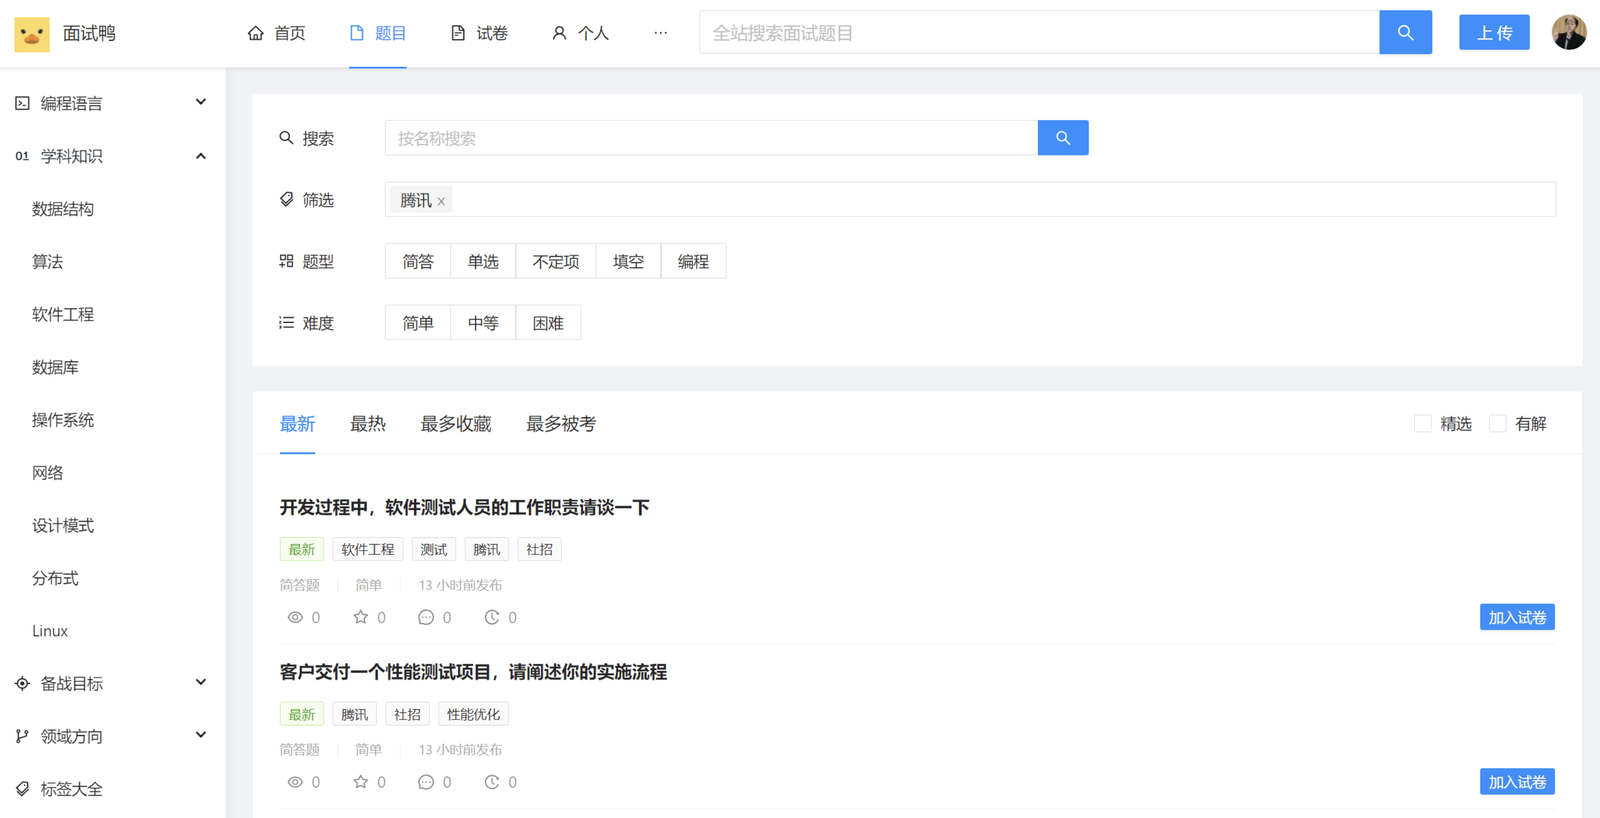 面试鸭
首页
题目
试卷
个人
···
全站搜索面试题目
上传
编程语言
01 学科知识
数据结构
算法
软件工程
数据库
操作系统
网络
设计模式
分布式
Linux
备战目标
领域方向
标签大全
搜索
按名称搜索
筛选
腾讯 x
题型
简答 单选 不定项 填空 编程
难度
简单 中等 困难
最新 最热 最多收藏 最多被考
精选 有解
开发过程中，软件测试人员的工作职责请谈一下
最新 软件工程 测试 腾讯 社招
简答题 简单 13 小时前发布
0 0 0 0
加入试卷
客户交付一个性能测试项目，请阐述你的实施流程
最新 腾讯 社招 性能优化
简答题 简单 13 小时前发布
0 0 0 0
加入试卷